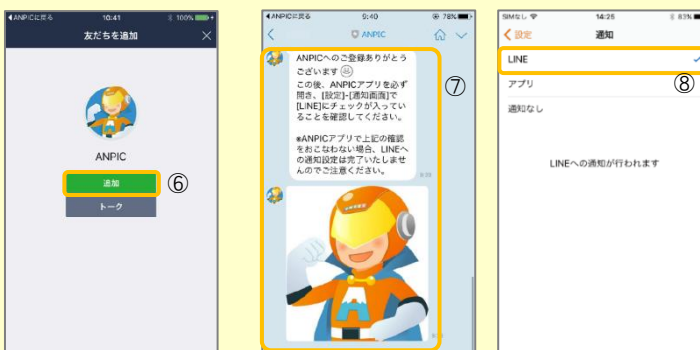 ANPICに戻る 10:41 100%
友だちを追加
ANPIC
追加
⑥
トーク
ANPICに戻る 9:40 78%
ANPIC
ANPICへのご登録ありがとう
ございます
この後、ANPICアプリを必ず
開き、[設定]-[通知画面]で
[LINE]にチェックが入ってい
ることを確認してください。
※ANPICアプリで上記の確認
をおこなわない場合、LINEへ
の通知設定は完了いたしませ
んのでご注意ください。
9:39
⑦
SIMなし 14:25 83%
設定 通知
LINE
⑧
アプリ
通知なし
LINEへの通知が行われます